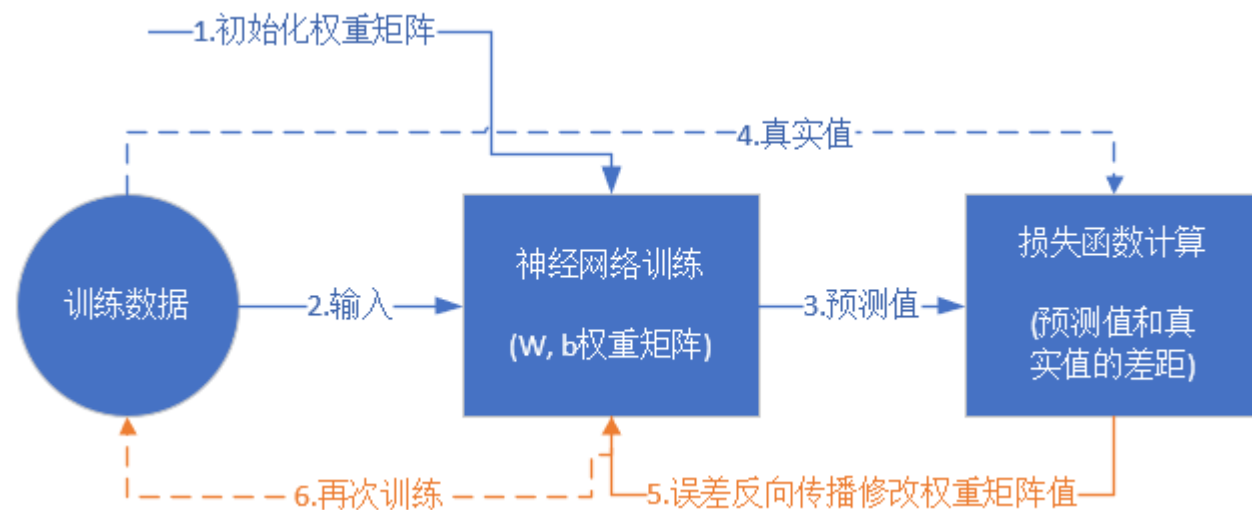 1.初始化权重矩阵
4.真实值
训练数据
2.输入
神经网络训练
(W, b权重矩阵)
3.预测值
损失函数计算
(预测值和真
实值的差距)
6.再次训练
5.误差反向传播修改权重矩阵值